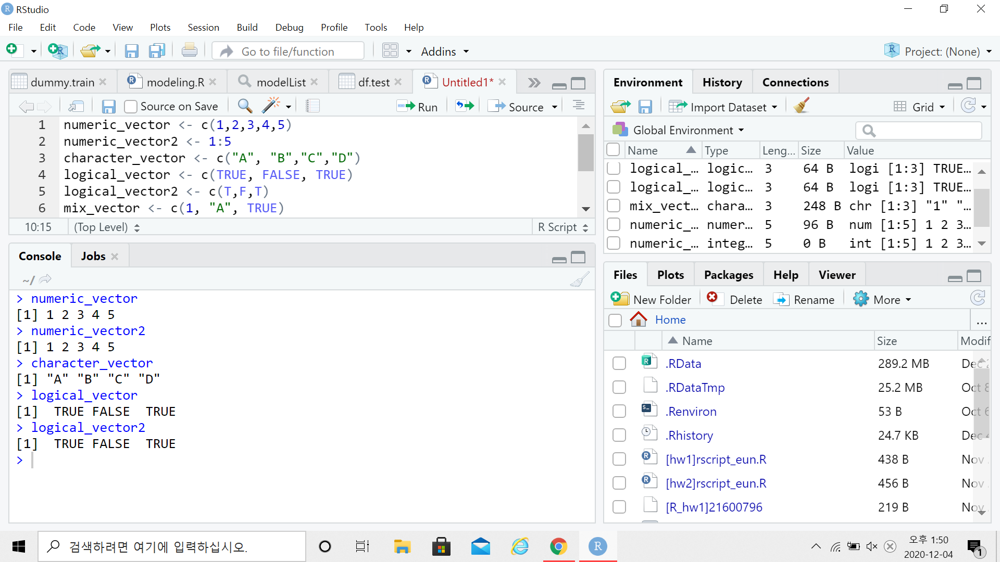 RStudio
File Edit Code View Plots Session Build Debug Profile Tools Help
Go to file/function Addins Project: (None)
dummy.train modeling.R modelList df.test Untitled1*
Source on Save Run Source
1 numeric_vector <- c(1,2,3,4,5)
2 numeric_vector2 <- 1:5
3 character_vector <- c("A", "B","C","D")
4 logical_vector <- c(TRUE, FALSE, TRUE)
5 logical_vector2 <- c(T,F,T)
6 mix_vector <- c(1, "A", TRUE)
10:15 (Top Level) R Script
Console Jobs
~/
> numeric_vector
[1] 1 2 3 4 5
> numeric_vector2
[1] 1 2 3 4 5
> character_vector
[1] "A" "B" "C" "D"
> logical_vector
[1]  TRUE FALSE  TRUE
> logical_vector2
[1]  TRUE FALSE  TRUE
>
Environment History Connections
Import Dataset Grid
Global Environment
Name Type Leng... Size Value
logical_... logic... 3 64 B logi [1:3] TRUE...
logical_... logic... 3 64 B logi [1:3] TRUE...
mix_vect... chara... 3 248 B chr [1:3] "1" "...
numeric_... numer... 5 96 B num [1:5] 1 2 3...
numeric_... integ... 5 0 B int [1:5] 1 2 3...
Files Plots Packages Help Viewer
New Folder Delete Rename More
Home ...
Name Size Modif
.RData 289.2 MB Dec 2
.RDataTmp 25.2 MB Oct 8
.Renviron 53 B Oct 6
.Rhistory 24.7 KB Dec 4
[hw1]rscript_eun.R 438 B Nov
[hw2]rscript_eun.R 456 B Nov
[R_hw1]21600796 219 B Nov
검색하려면 여기에 입력하십시오.
오후 1:50
2020-12-04
1